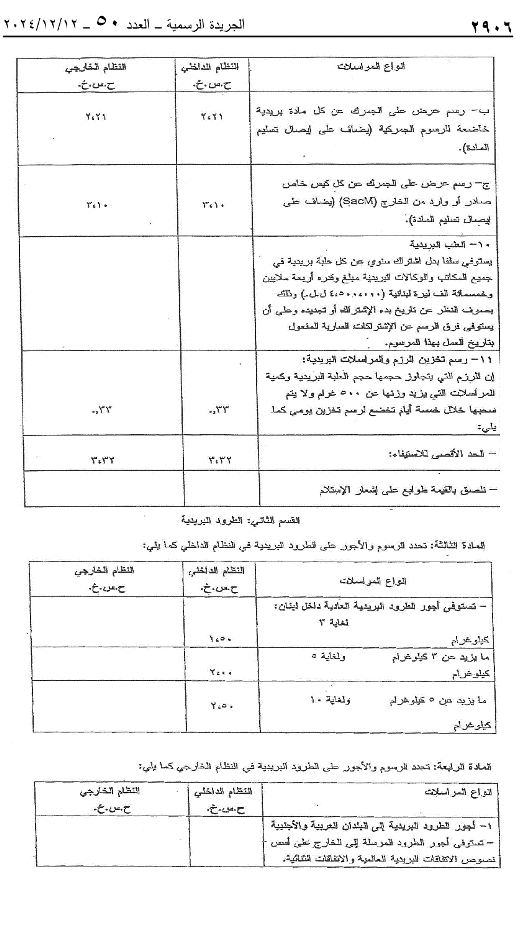 ٢٩٠٦
الجريدة الرسمية ــ العدد ٥٠ ــ ٢٠٢٤/١٢/١٢
انواع المراسلات
النظام الداخلي
ح.س.خ.
النظام الخارجي
ح.س.خ.
ب– رسم عرض على الجمرك عن كل مادة بريدية
خاضعة للرسوم الجمركية (يضاف على إيصال تسليم
المادة).
٢،٢١
٢،٢١
ج– رسم عرض على الجمرك عن كل كيس خاص
صادر أو وارد من الخارج (SacM) (يضاف على
إيصال تسليم المادة).
٣،١٠
٣،١٠
١٠– العلب البريدية
يستوفي سلفا بدل اشتراك سنوي عن كل علبة بريدية في
جميع المكاتب والوكالات البريدية مبلغ وقدره أربعة ملايين
وخمسمائة الف ليرة لبنانية (٤،٥٠٠،٠٠٠ ل.ل.) وذلك
بصرف النظر عن تاريخ بدء الإشتراك أو تجديده وعلى أن
يستوفى فرق الرسم عن الإشتراكات السارية المفعول
بتاريخ العمل بهذا المرسوم.
١١– رسم تخزين الرزم والمراسلات البريدية:
إن الرزم التي يتجاوز حجمها حجم العلبة البريدية وكمية
المراسلات التي يزيد وزنها عن ٥٠٠ غرام ولا يتم
سحبها خلال خمسة أيام تخضع لرسم تخزين يومي كما
يلي:
٠،٣٣
٠،٣٣
– الحد الأقصى للاستيفاء:
٣،٣٢
٣،٣٢
– تلصق بالقيمة طوابع على إشعار الإستلام
القسم الثاني: الطرود البريدية
المادة الثالثة: تحدد الرسوم والأجور على الطرود البريدية في النظام الداخلي كما يلي:
انواع المراسلات
النظام الداخلي
ح.س.خ.
النظام الخارجي
ح.س.خ.
– تستوفى أجور الطرود البريدية العادية داخل لبنان:
لغاية ٣
كيلوغرام
١،٥٠
ما يزيد عن ٣ كيلوغرام ولغاية ٥
كيلوغرام
٢،٠٠
ما يزيد عن ٥ كيلوغرام ولغاية ١٠
كيلوغرام
٢،٥٠
المادة الرابعة: تحدد الرسوم والأجور على الطرود البريدية في النظام الخارجي كما يلي:
انواع المراسلات
النظام الداخلي
ح.س.خ.
النظام الخارجي
ح.س.خ.
١– أجور الطرود البريدية إلى البلدان العربية والأجنبية
– تستوفى أجور الطرود المرسلة إلى الخارج على أسس
نصوص الاتفاقات البريدية العالمية والاتفاقات الثنائية.